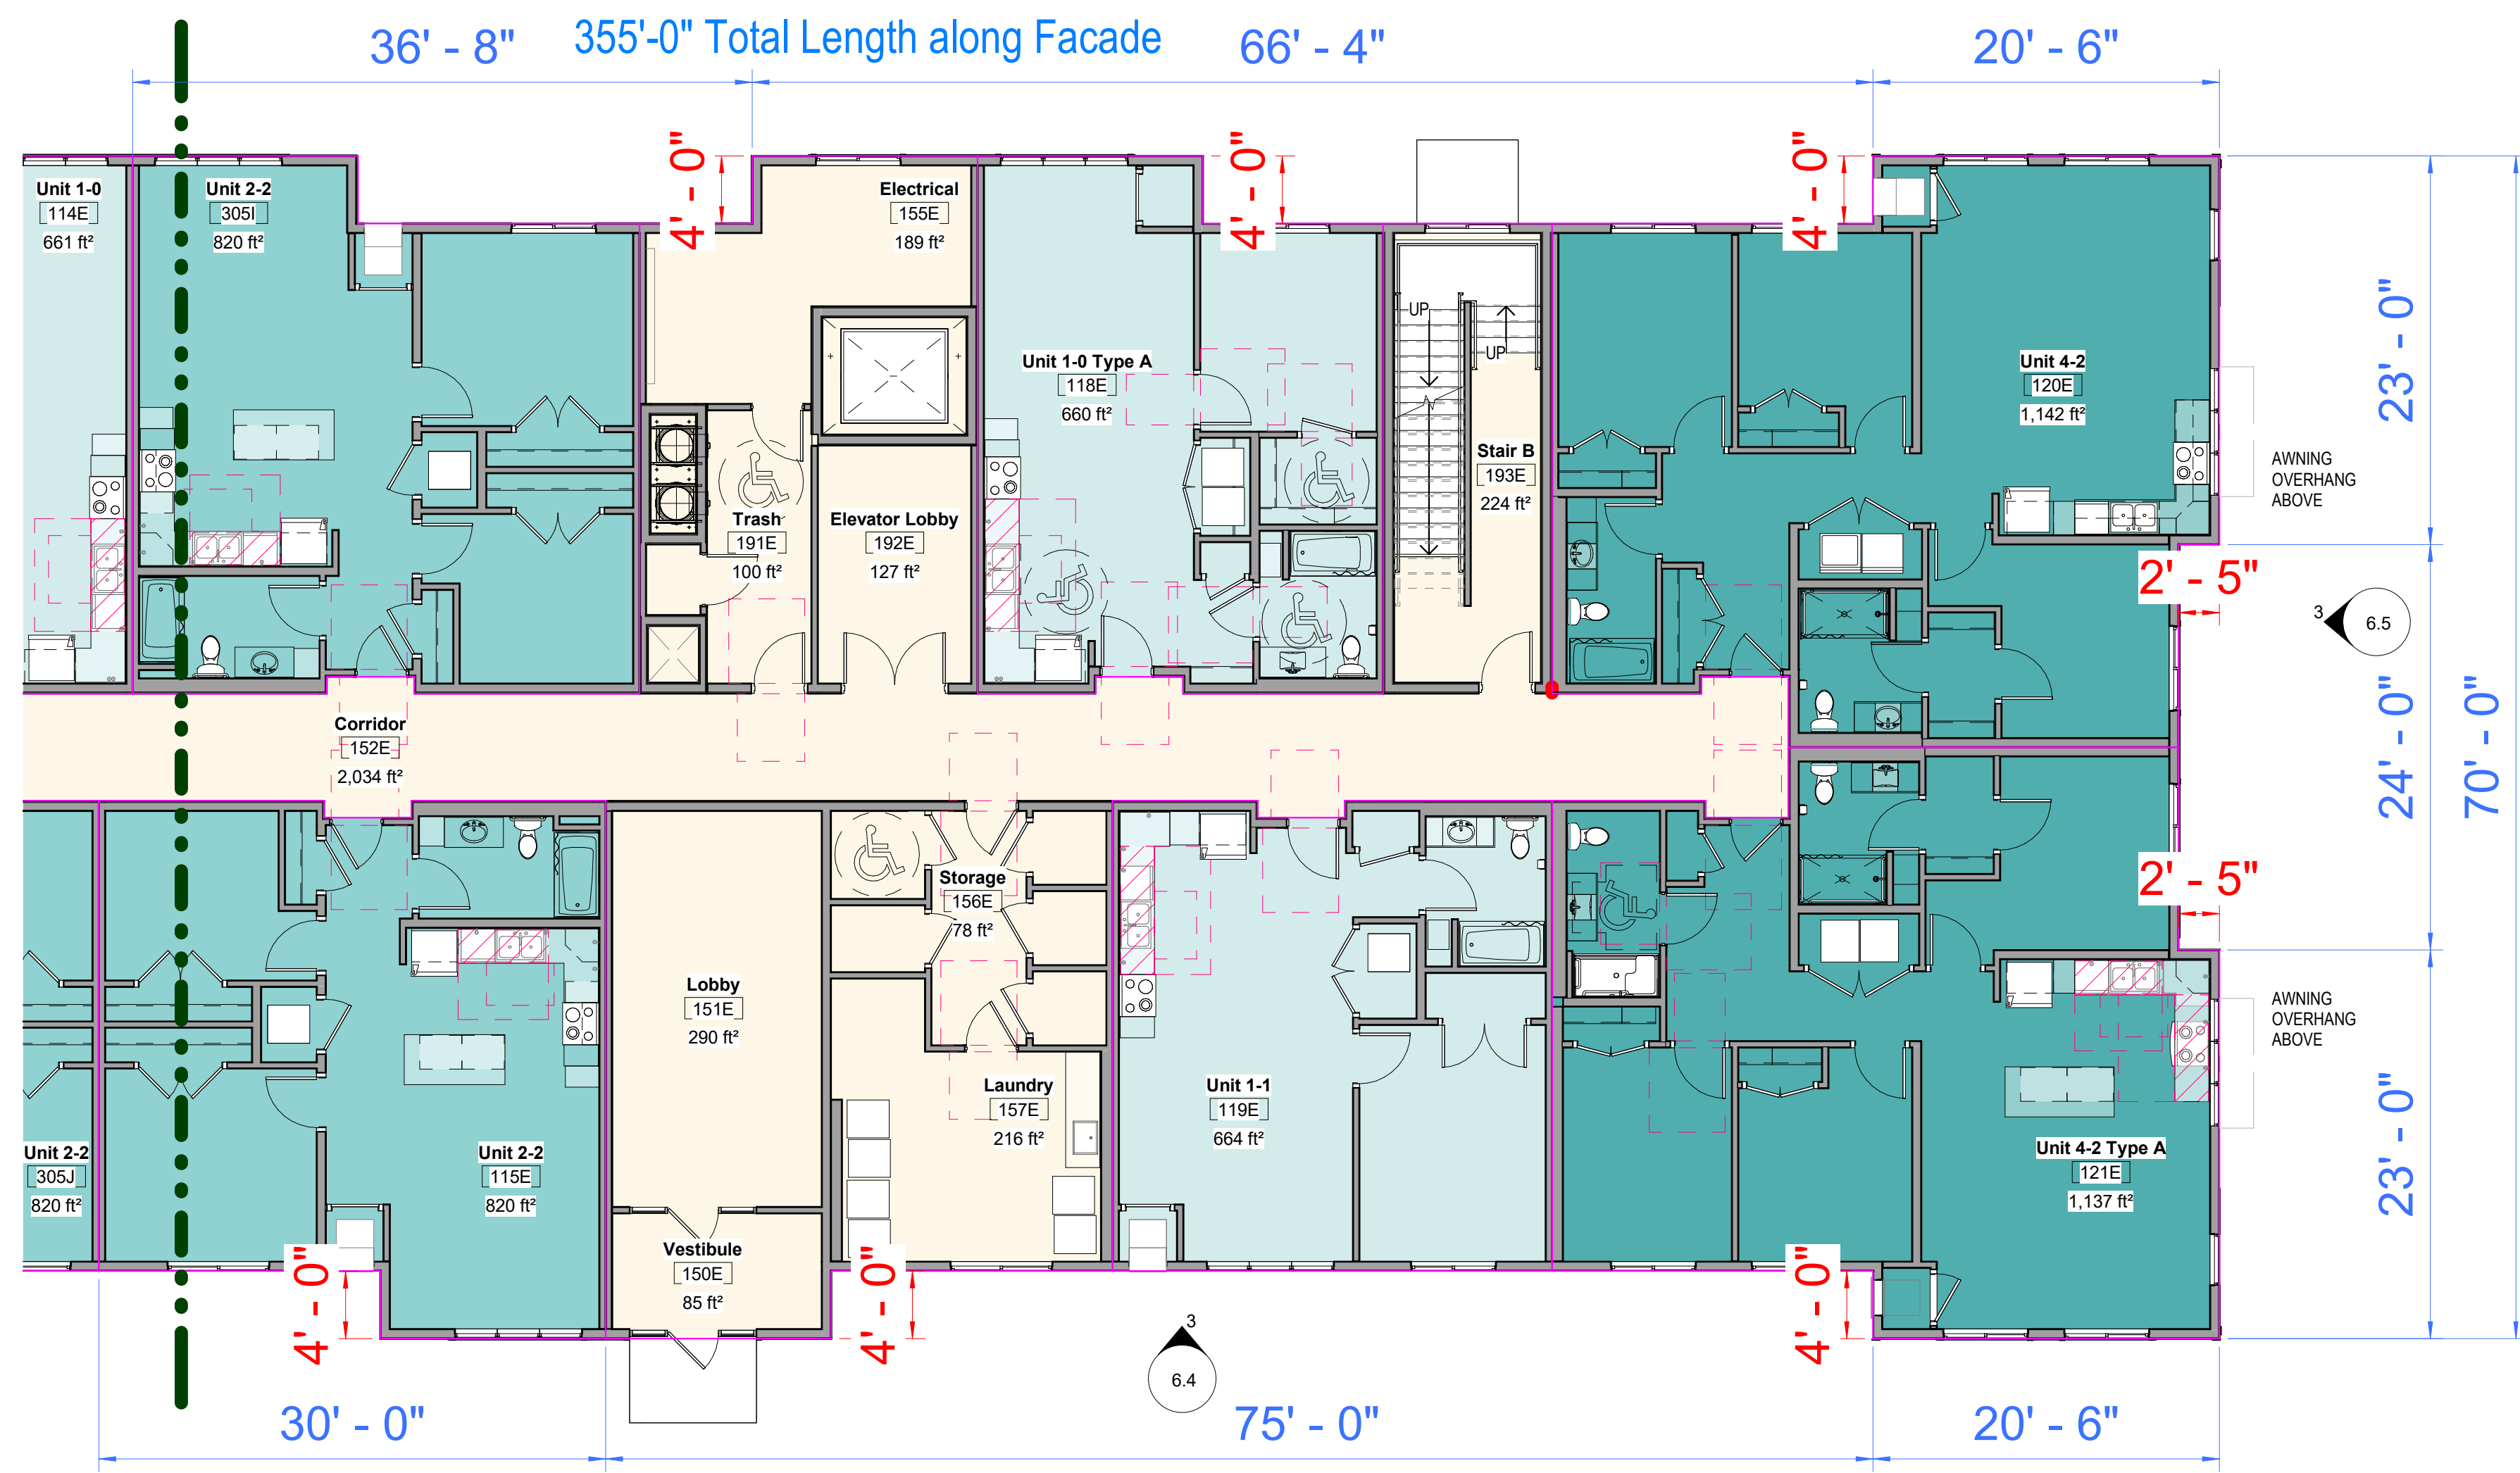 36' - 8"
355'-0" Total Length along Facade
66' - 4"
20' - 6"
4' - 0"
4' - 0"
4' - 0"
Unit 1-0
114E
661 ft²
Unit 2-2
305I
820 ft²
Electrical
155E
189 ft²
UP
UP
Unit 1-0 Type A
118E
660 ft²
Unit 4-2
120E
1,142 ft²
23' - 0"
Stair B
193E
224 ft²
AWNING
OVERHANG
ABOVE
Trash
191E
100 ft²
Elevator Lobby
192E
127 ft²
2' - 5"
3
6.5
Corridor
152E
2,034 ft²
24' - 0"
70' - 0"
Storage
156E
78 ft²
2' - 5"
Lobby
151E
290 ft²
AWNING
OVERHANG
ABOVE
Laundry
157E
216 ft²
Unit 1-1
119E
664 ft²
Unit 2-2
305J
820 ft²
Unit 2-2
115E
820 ft²
Unit 4-2 Type A
121E
1,137 ft²
23' - 0"
Vestibule
150E
85 ft²
4' - 0"
4' - 0"
4' - 0"
3
6.4
30' - 0"
75' - 0"
20' - 6"